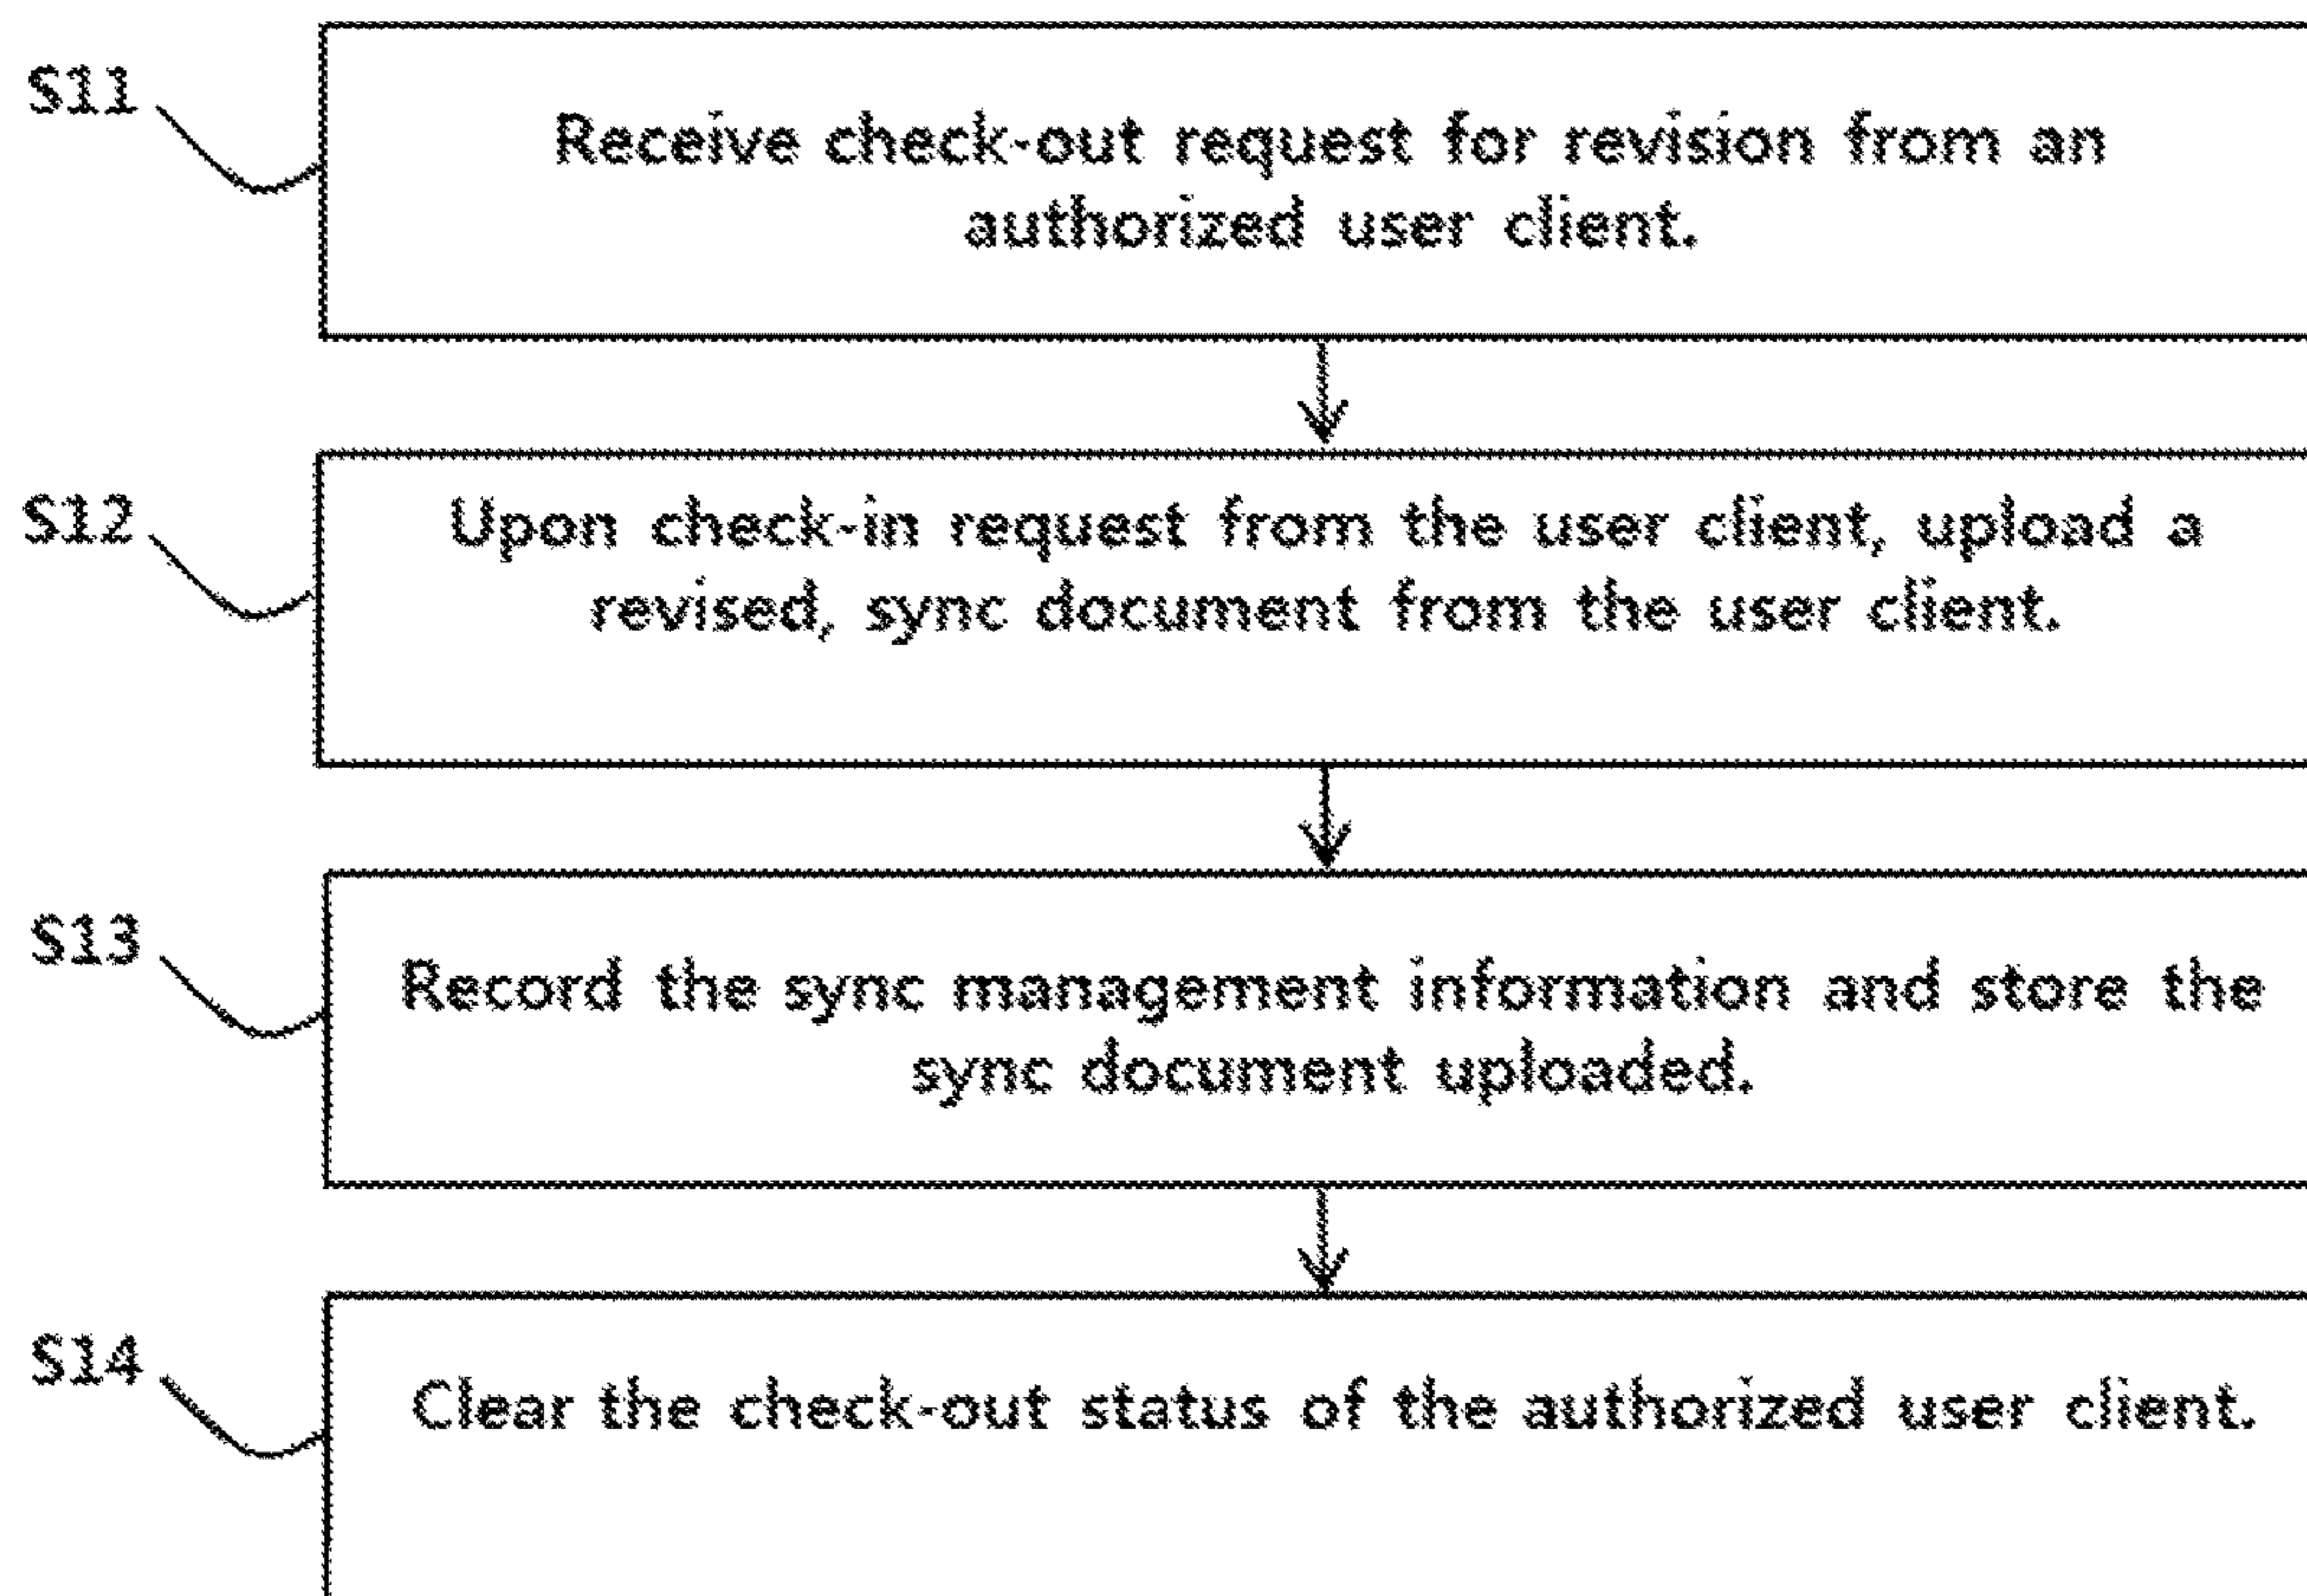 S11
Receive check-out request for revision from an
authorized user client.
S12
Upon check-in request from the user client, upload a
revised, sync document from the user client.
S13
Record the sync management information and store the
sync document uploaded.
S14
Clear the check-out status of the authorized user client.